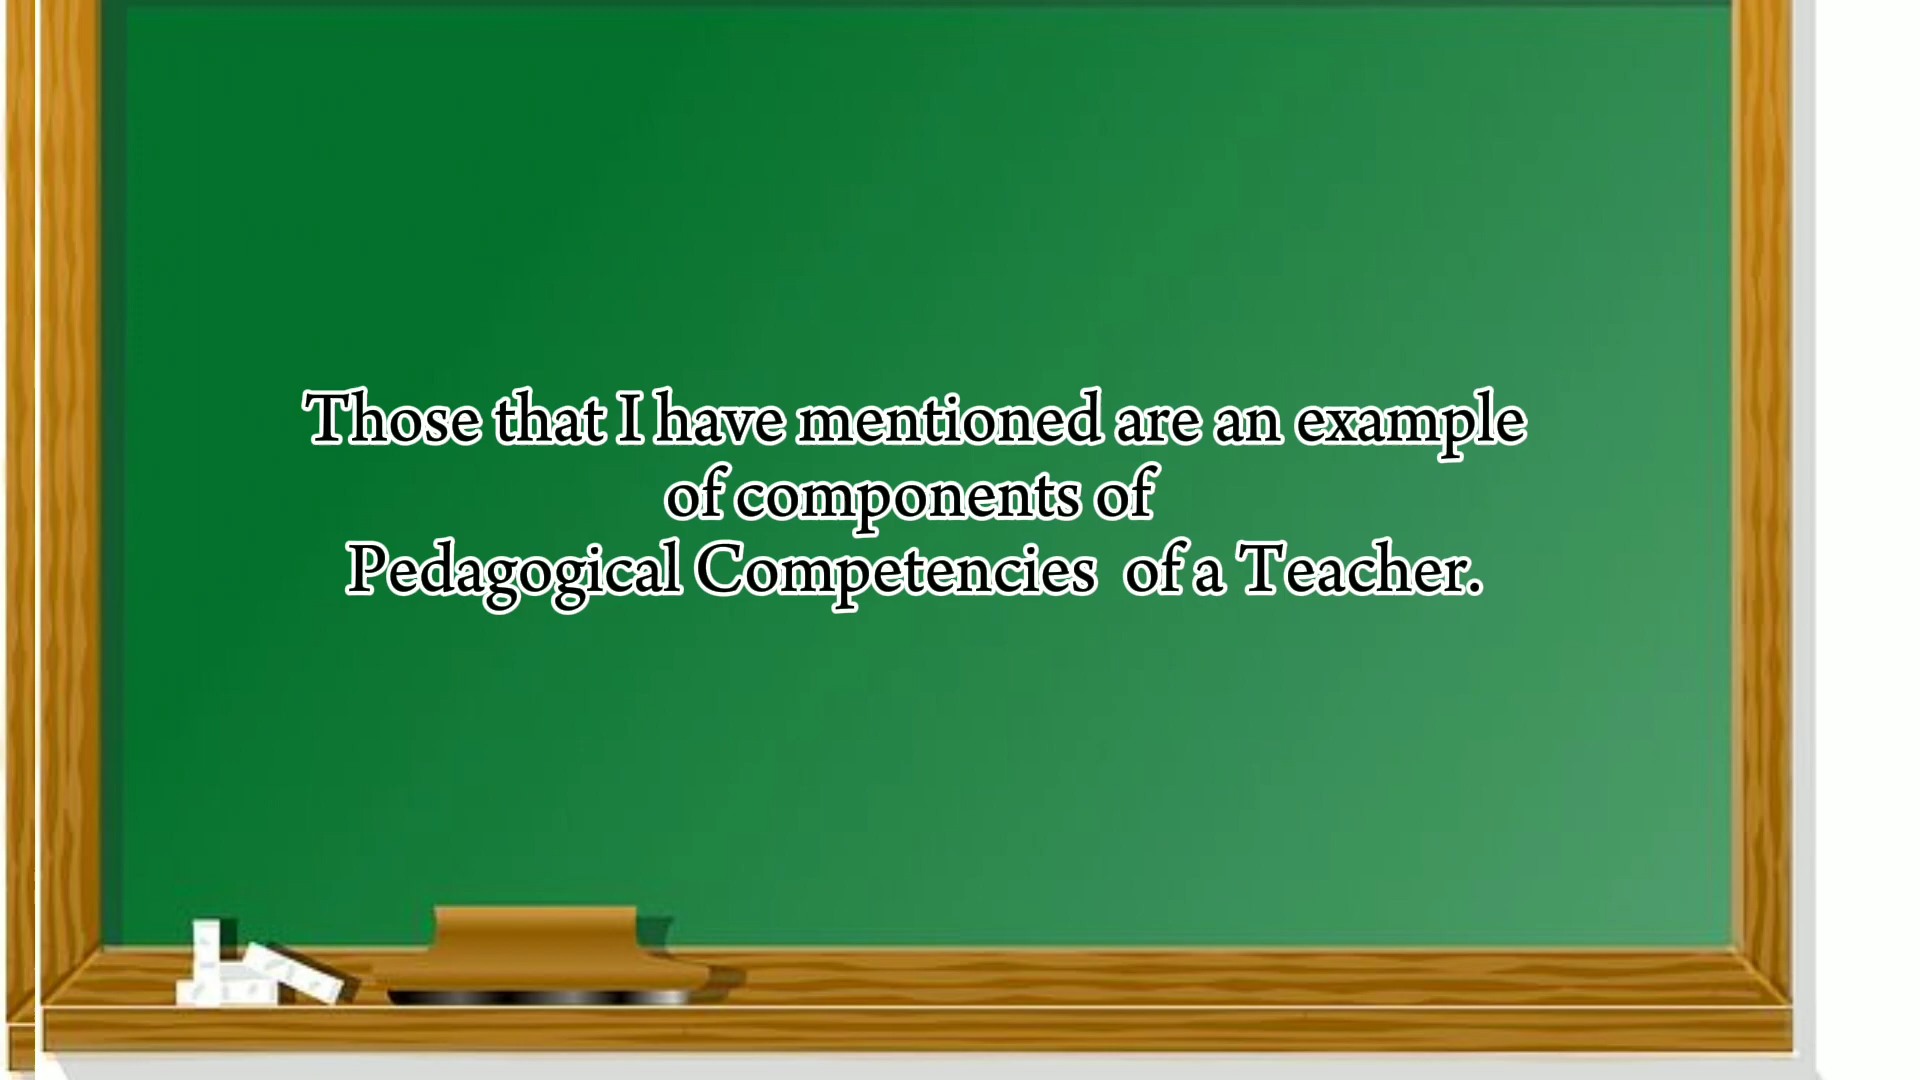 Those that I have mentioned are an example
of components of
Pedagogical Competencies of a Teacher.